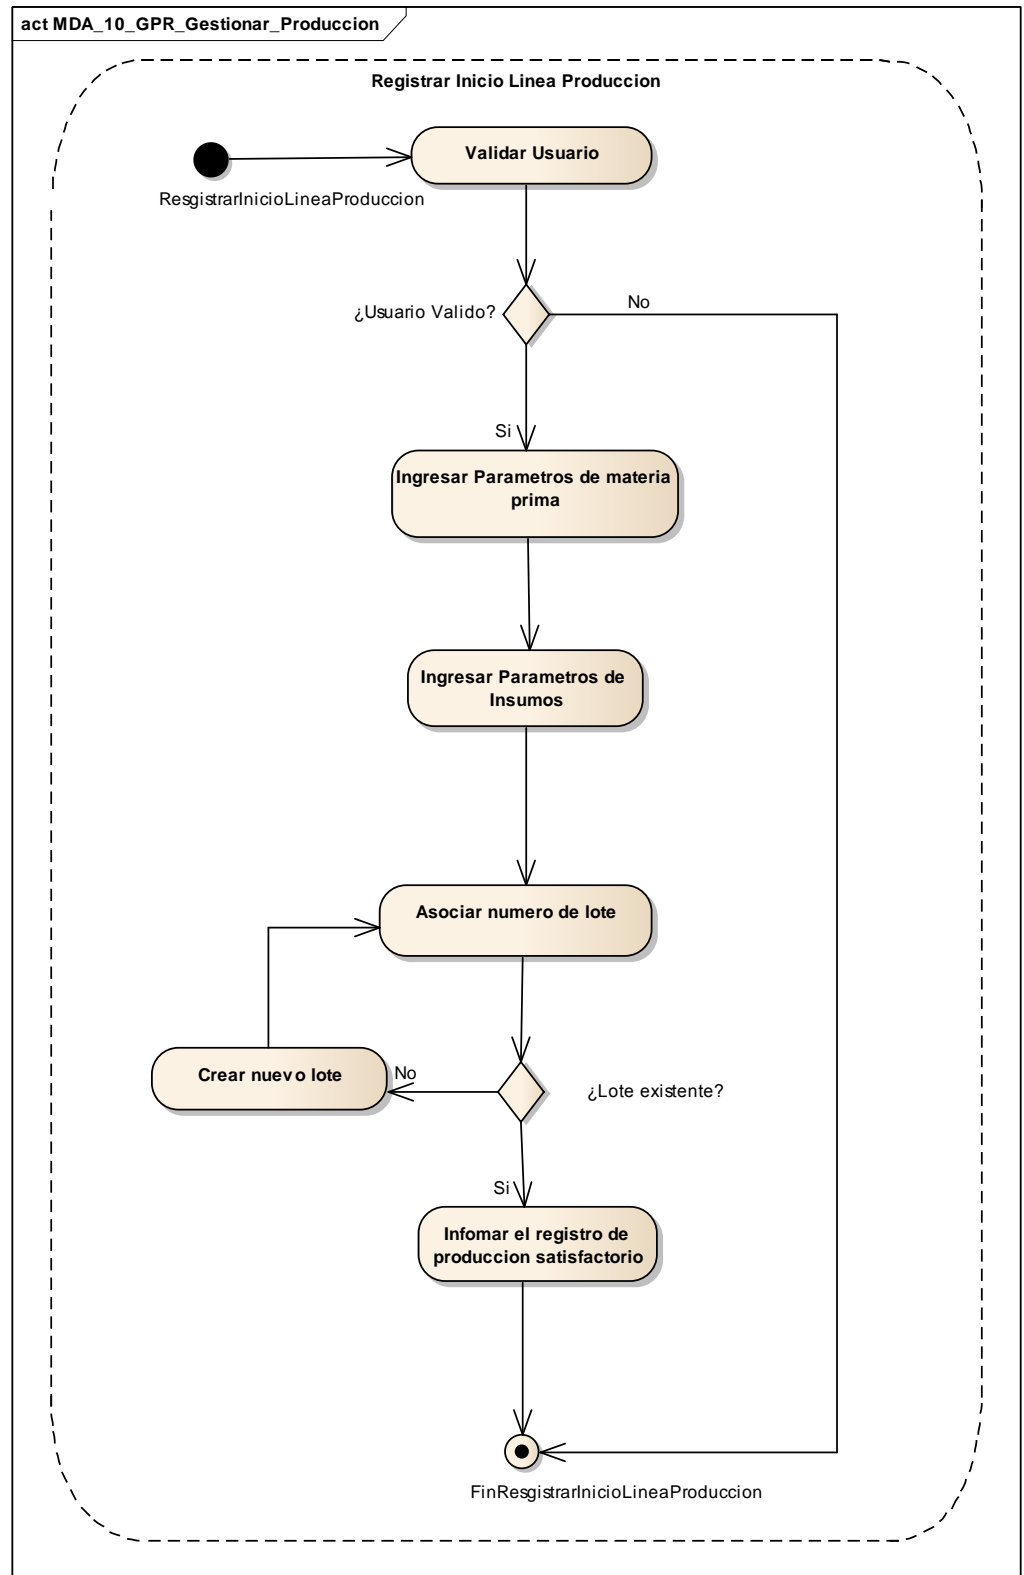 act MDA_10_GPR_Gestionar_Produccion
Registrar Inicio Linea Produccion
Validar Usuario
ResgistrarInicioLineaProduccion
¿Usuario Valido?
No
Si
Ingresar Parametros de materia
prima
Ingresar Parametros de
Insumos
Asociar numero de lote
Crear nuevo lote
No
¿Lote existente?
Si
Infomar el registro de
produccion satisfactorio
FinResgistrarInicioLineaProduccion